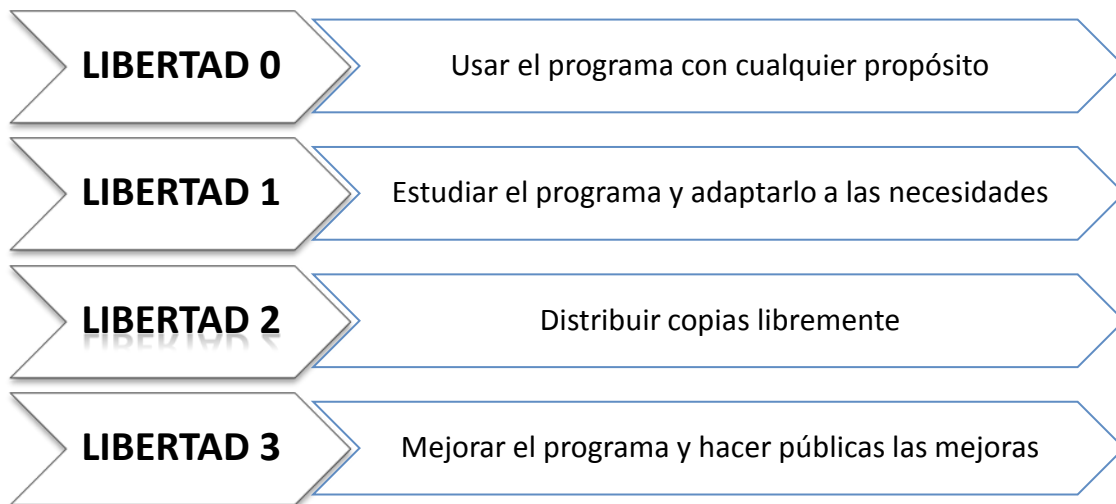 LIBERTAD 0
Usar el programa con cualquier propósito
LIBERTAD 1
Estudiar el programa y adaptarlo a las necesidades
LIBERTAD 2
Distribuir copias libremente
LIBERTAD 3
Mejorar el programa y hacer públicas las mejoras